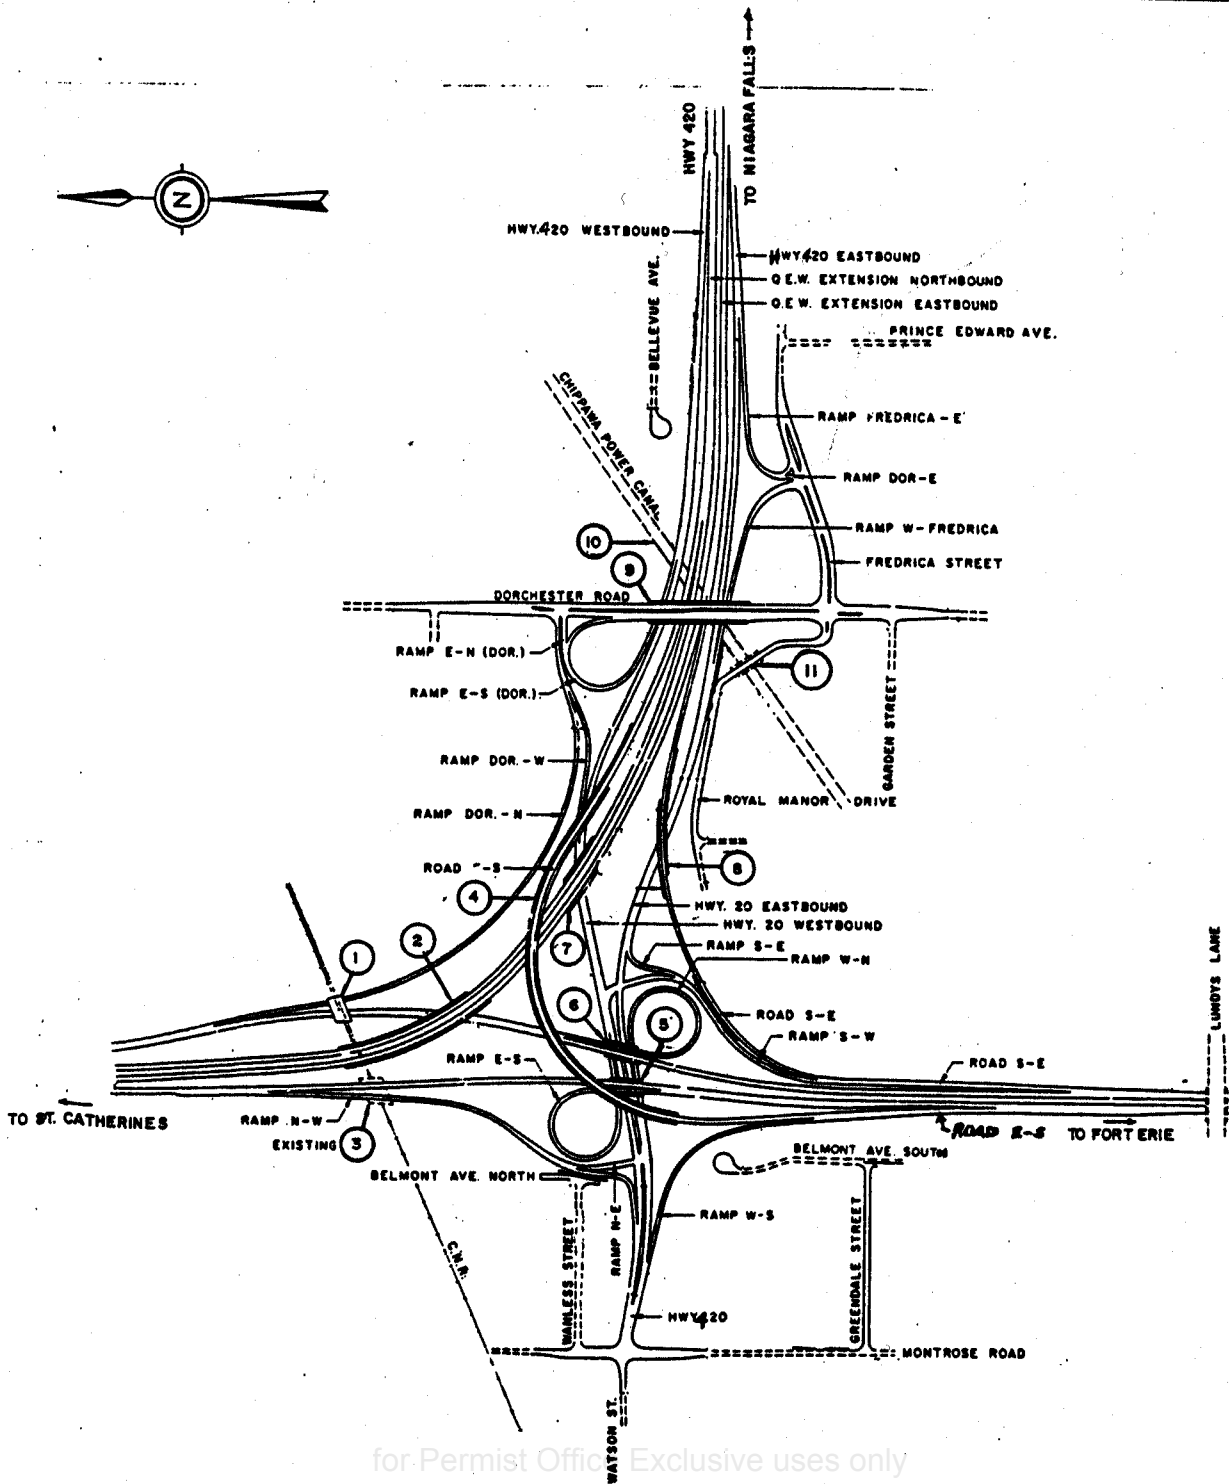 TO NIAGARA FALLS
HWY 420
N
HWY.420 WESTBOUND
HWY 420 EASTBOUND
Q.E.W. EXTENSION NORTHBOUND
Q.E.W. EXTENSION EASTBOUND
BELLEVUE AVE.
PRINCE EDWARD AVE.
CHIPPAWA POWER CANAL
RAMP FREDRICA-E
RAMP DOR-E
RAMP W-FREDRICA
10
9
FREDRICA STREET
DORCHESTER ROAD
RAMP E-N (DOR.)
11
RAMP E-S (DOR.)
GARDEN STREET
RAMP DOR.-W
ROYAL MANOR DRIVE
RAMP DOR.-N
ROAD -S
8
4
HWY. 20 EASTBOUND
HWY. 20 WESTBOUND
2
7
RAMP S-E
1
RAMP W-N
6
ROAD S-E
5
RAMP S-W
LUNDYS LANE
RAMP E-S
ROAD S-E
TO ST. CATHERINES
RAMP N-W
EXISTING 3
ROAD E-S
TO FORT ERIE
BELMONT AVE. SOUTH
BELMONT AVE. NORTH
RAMP W-S
RAMP N-E
WANLESS STREET
GREENDALE STREET
C.N.R.
HWY 420
MONTROSE ROAD
WATSON ST.
for Permist Office Exclusive uses only